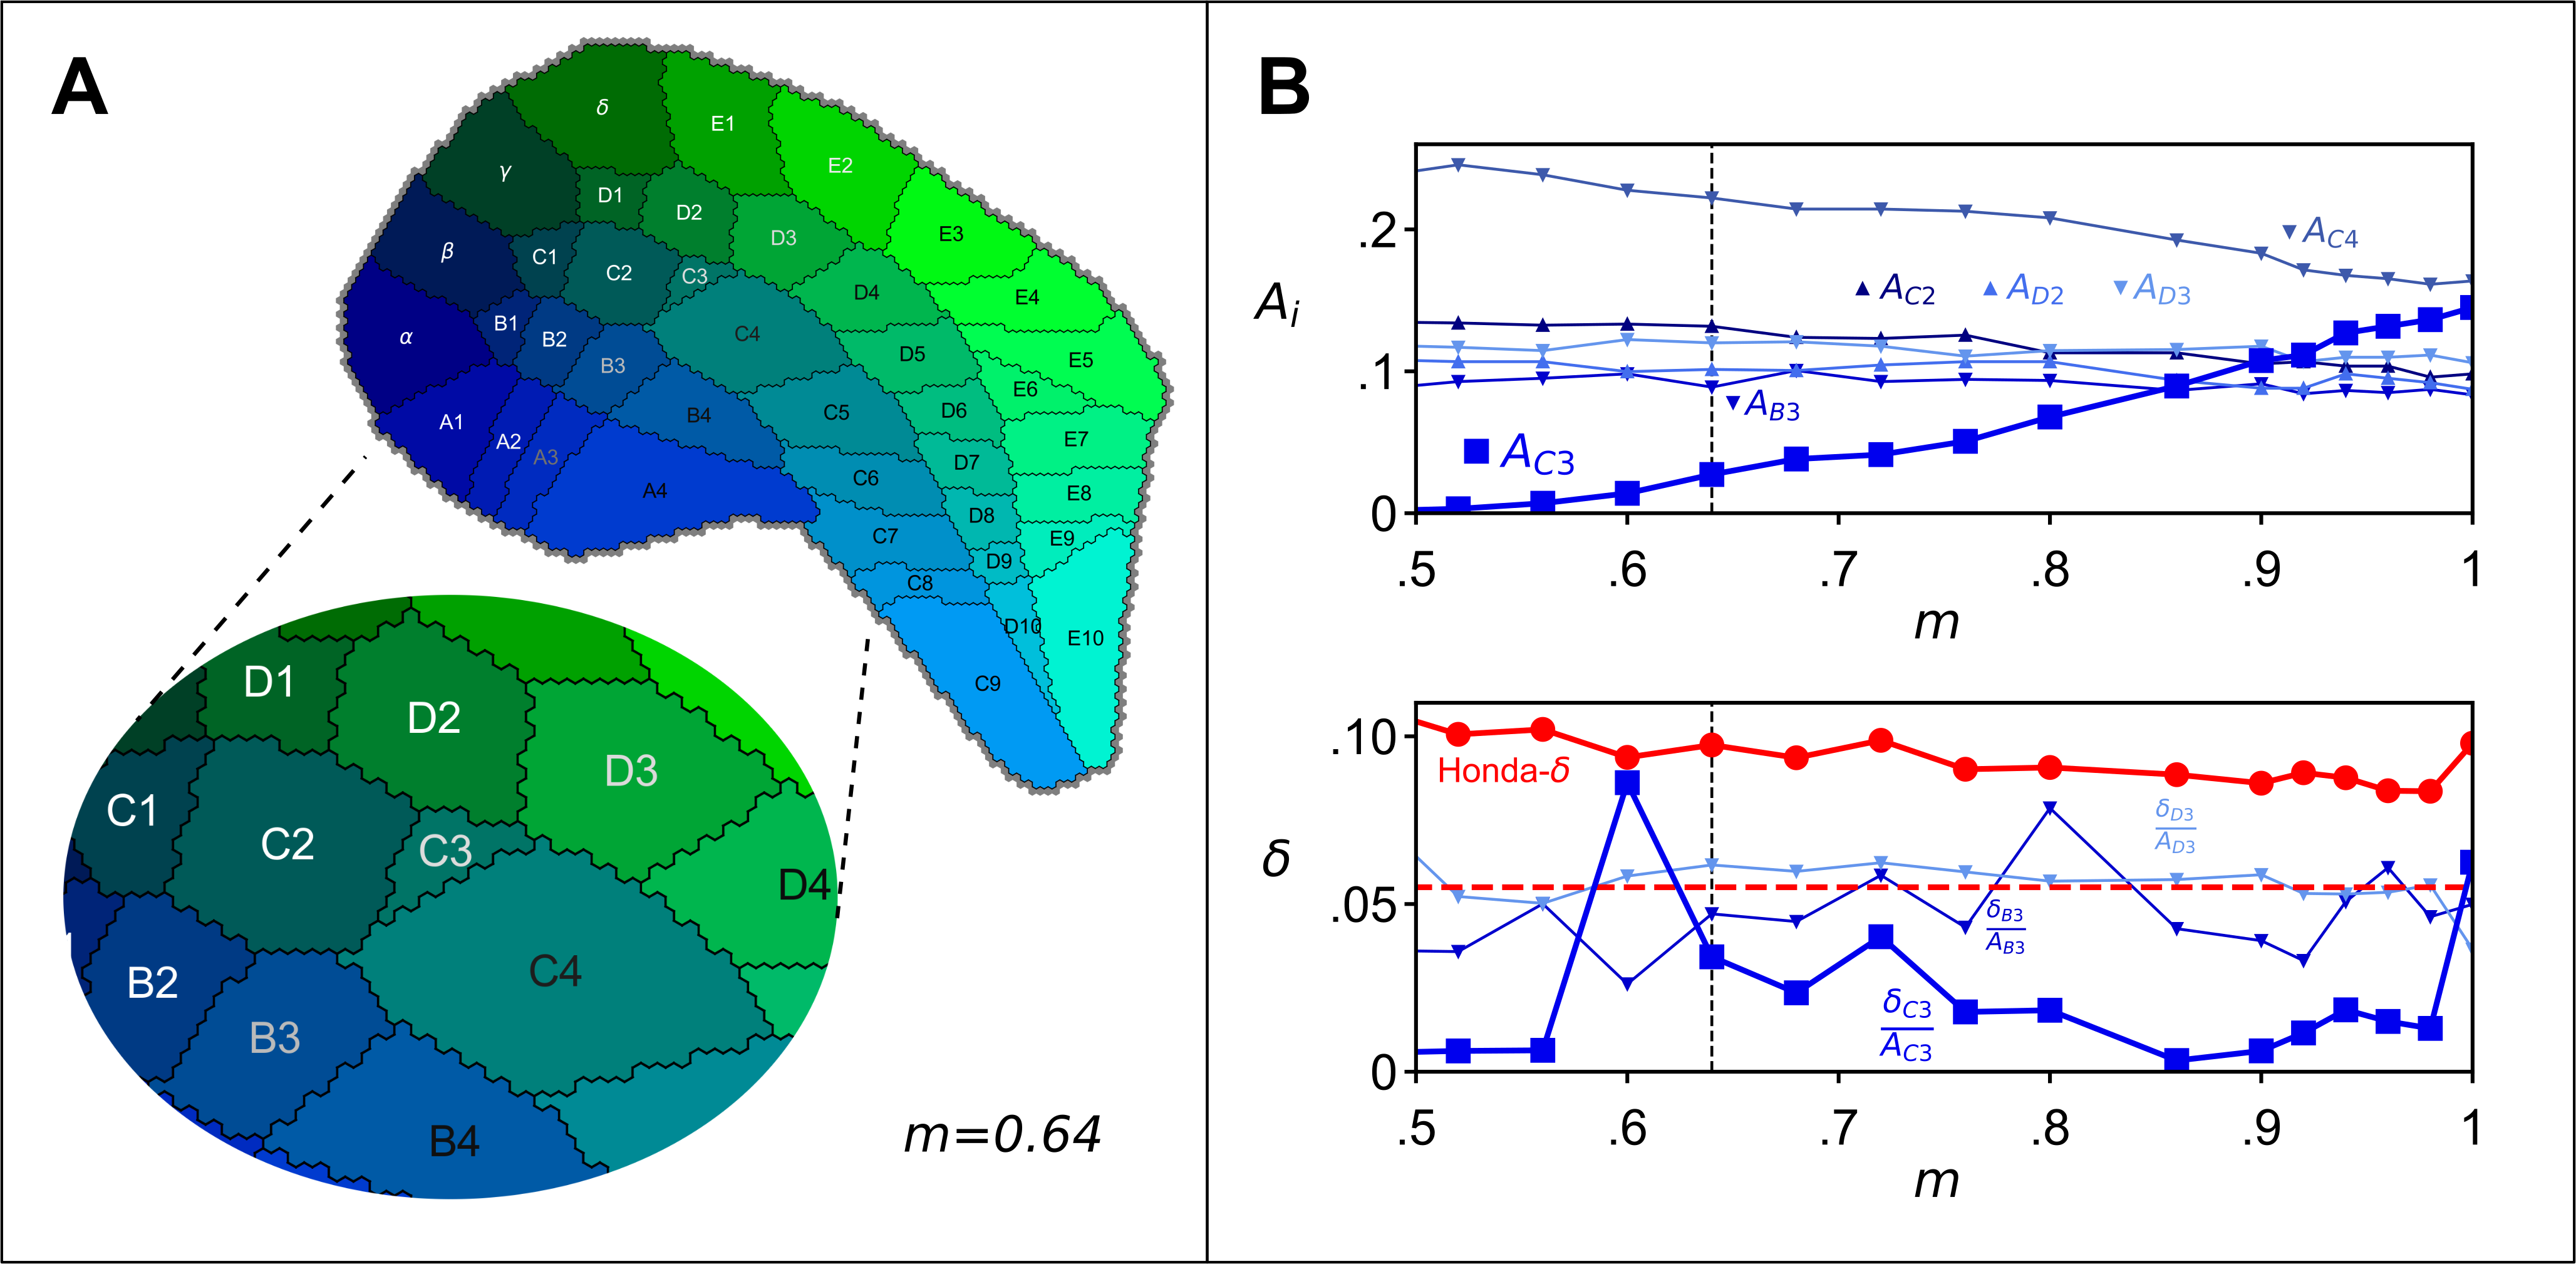 A
δ
E1
γ
E2
D1
D2
D3
E3
β
C1
C2
C3
D4
E4
α
B1
B2
B3
C4
D5
E5
E6
A1
A2
A3
B4
C5
D6
E7
A4
C6
D7
E8
C7
D8
E9
C8
D9
D10
E10
C9
D1
D2
D3
C1
C2
C3
D4
B2
B3
C4
B4
m=0.64
B
A_i
.2
.1
0
A_C4
A_C2 A_D2 A_D3
A_B3
A_C3
.5 .6 .7 .8 .9 1
m
δ
.10
.05
0
Honda-δ
δ_D3
A_D3
δ_B3
A_B3
δ_C3
A_C3
.5 .6 .7 .8 .9 1
m